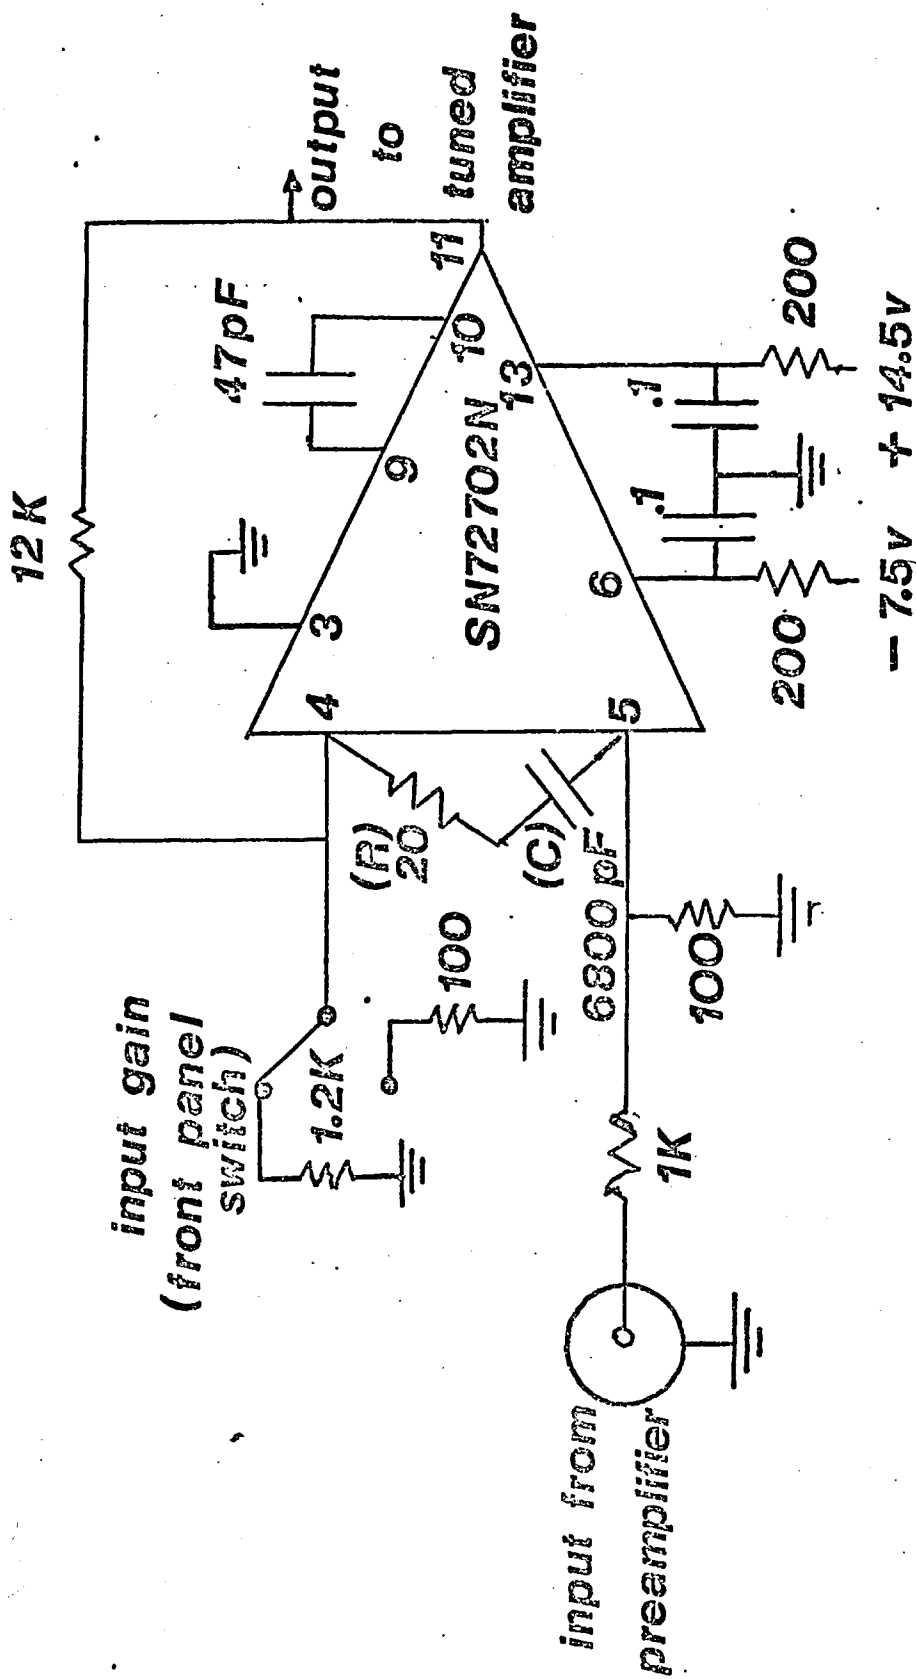 12K
47pF
output
to
tuned
amplifier
input gain
(front panel
switch)
1.2K
100
(R)
20
(C)
6800 pF
4
3
9
10
11
SN72702N
13
5
6
.1
.1
200
200
-7.5v
+ 14.5v
input from
preamplifier
1K
100
r